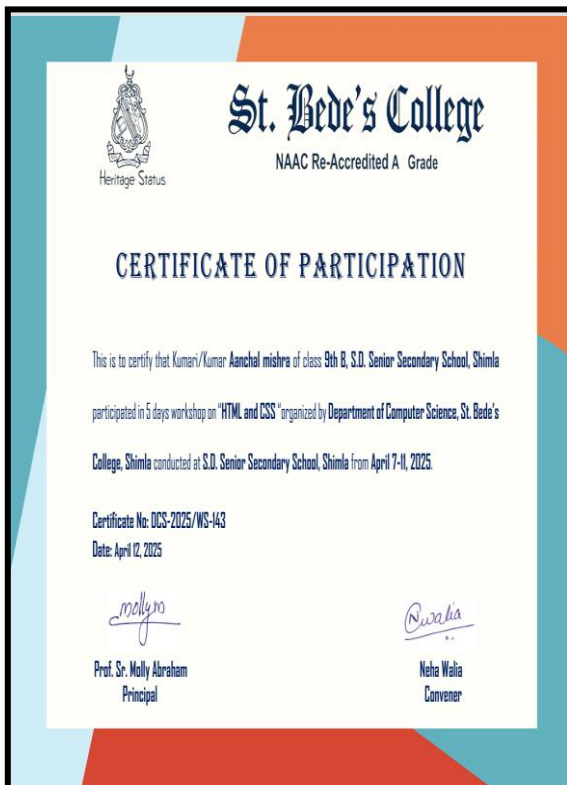 Heritage Status
St. Bede's College
NAAC Re-Accredited A Grade
CERTIFICATE OF PARTICIPATION
This is to certify that Kumari/Kumar Aanchal mishra of class 9th B, S.D. Senior Secondary School, Shimla
participated in 5 days workshop on "HTML and CSS "organized by Department of Computer Science, St. Bede's
College, Shimla conducted at S.D. Senior Secondary School, Shimla from April 7-11, 2025.
Certificate No: DCS-2025/WS-143
Date: April 12, 2025
mollym
Nwalia
Prof. Sr. Molly Abraham
Neha Walia
Principal
Convener